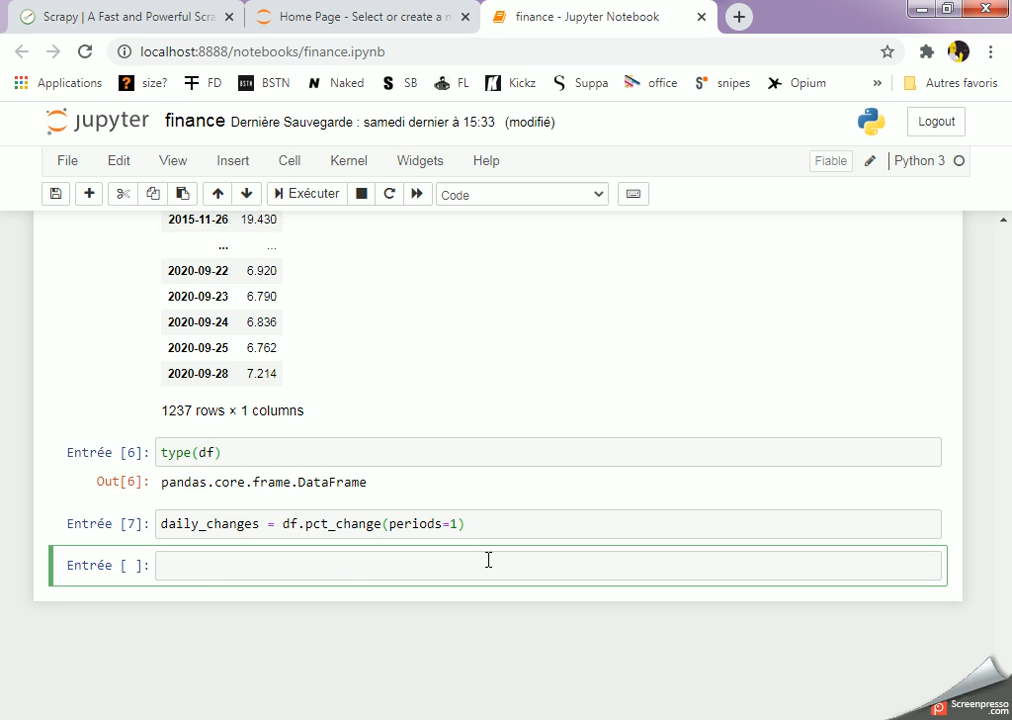 Scrapy | A Fast and Powerful Scra
Home Page - Select or create a n
finance - Jupyter Notebook
localhost:8888/notebooks/finance.ipynb
Applications
size?
FD
BSTN
BSTN
Naked
SB
FL
Kickz
Suppa
office
snipes
Opium
»
Autres favoris
jupyter
finance Dernière Sauvegarde : samedi dernier à 15:33 (modifié)
Logout
File
Edit
View
Insert
Cell
Kernel
Widgets
Help
Fiable
Python 3
Exécuter
Code
2015-11-26 19.430
... ...
2020-09-22 6.920
2020-09-23 6.790
2020-09-24 6.836
2020-09-25 6.762
2020-09-28 7.214
1237 rows × 1 columns
Entrée [6]: type(df)
Out[6]: pandas.core.frame.DataFrame
Entrée [7]: daily_changes = df.pct_change(periods=1)
Entrée [ ]:
Screenpresso
.com